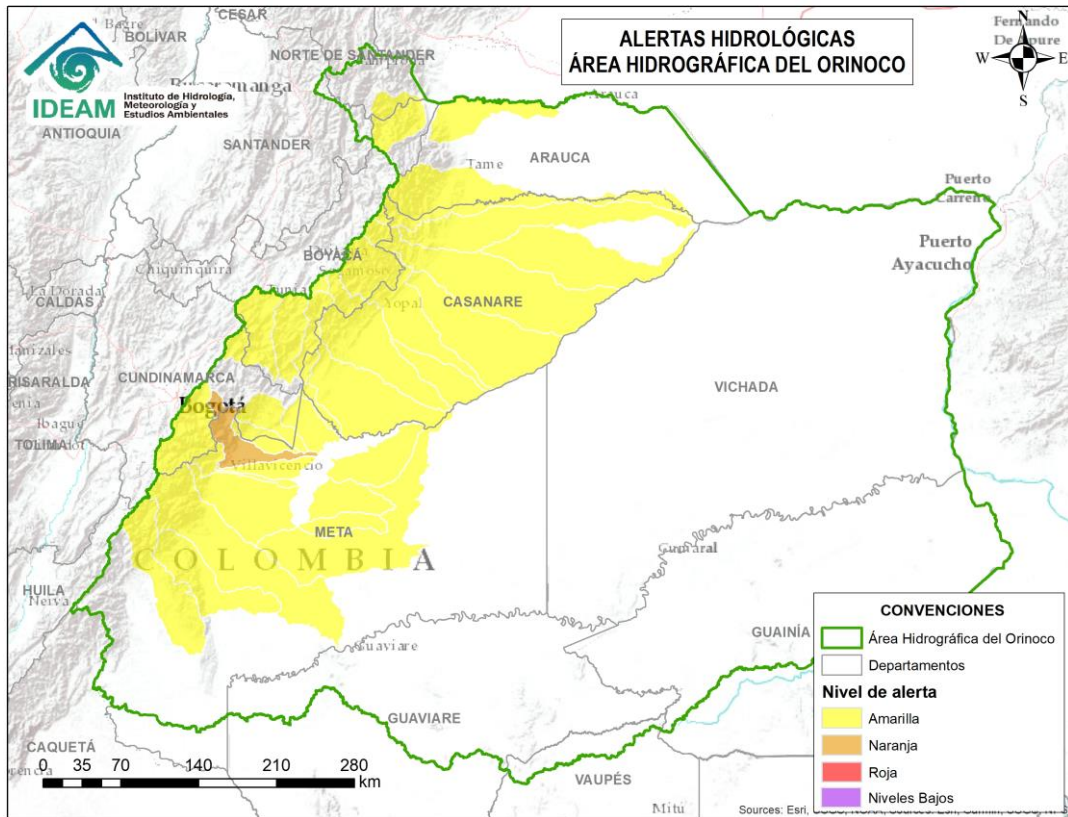 ALERTAS HIDROLÓGICAS
ÁREA HIDROGRÁFICA DEL ORINOCO
IDEAM
Instituto de Hidrología,
Meteorología y
Estudios Ambientales
N
W
E
S
CESAR
BOLÍVAR
NORTE DE SANTANDER
ANTIOQUIA
SANTANDER
Arauca
ARAUCA
Tame
Puerto
Carreño
Puerto
Ayacucho
BOYACÁ
Chiquinquira
La Dorada
CALDAS
Tunja
Yopal
CASANARE
RISARALDA
CUNDINAMARCA
Bogotá
VICHADA
Ibagué
TOLIMA
Villavicencio
META
COLOMBIA
HUILA
Neiva
Guaviare
GUAINÍA
GUAVIARE
CAQUETÁ
VAUPÉS
Mitú
0 35 70 140 210 280
km
CONVENCIONES
Área Hidrográfica del Orinoco
Departamentos
Nivel de alerta
Amarilla
Naranja
Roja
Niveles Bajos